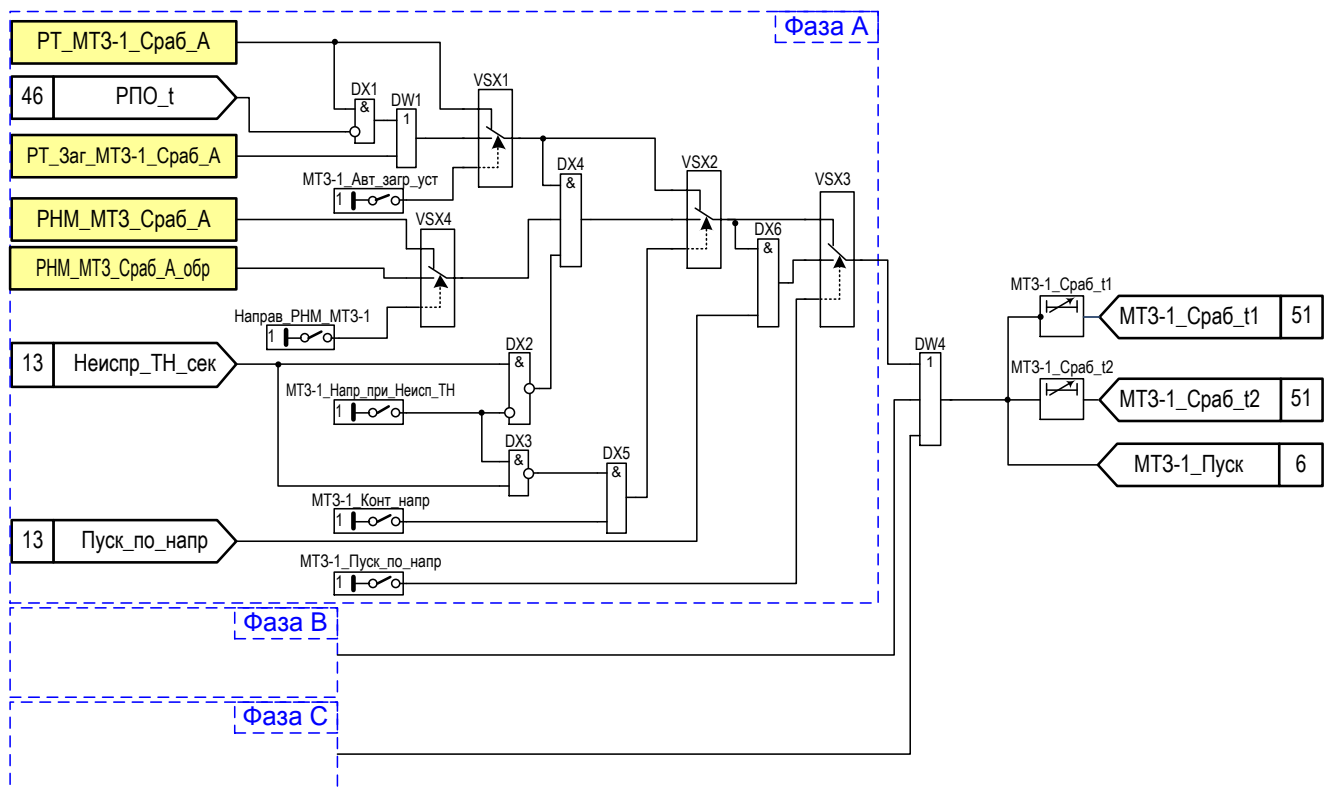 Фаза А
РТ_МТЗ-1_Сраб_А
46 РПО_t
DX1
&
DW1
1
VSX1
РТ_Заг_МТЗ-1_Сраб_А
МТЗ-1_Авт_загр_уст
1
DX4
&
VSX2
VSX3
РНМ_МТЗ_Сраб_А
VSX4
DX6
&
РНМ_МТЗ_Сраб_А_обр
Направ_РНМ_МТЗ-1
1
13 Неиспр_ТН_сек
DX2
&
МТЗ-1_Напр_при_Неисп_ТН
1
DX3
&
DX5
&
МТЗ-1_Конт_напр
1
13 Пуск_по_напр
МТЗ-1_Пуск_по_напр
1
DW4
1
МТЗ-1_Сраб_t1
МТЗ-1_Сраб_t1 51
МТЗ-1_Сраб_t2
МТЗ-1_Сраб_t2 51
МТЗ-1_Пуск 6
Фаза В
Фаза С